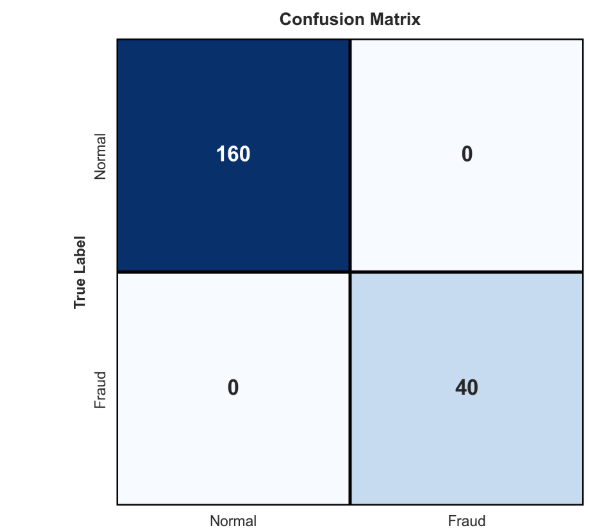 Confusion Matrix
True Label
Normal
160
0
Fraud
0
40
Normal
Fraud